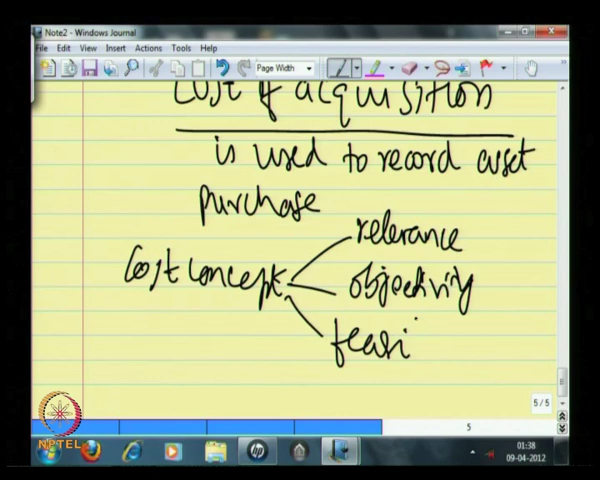 Note2 - Windows Journal
File Edit View Insert Actions Tools Help
Page Width
Cost of acquisition
is used to record asset
purchase
Cost concept
relevance
objectivity
feasi
5/5
5
NPTEL
hp
01:38
09-04-2012